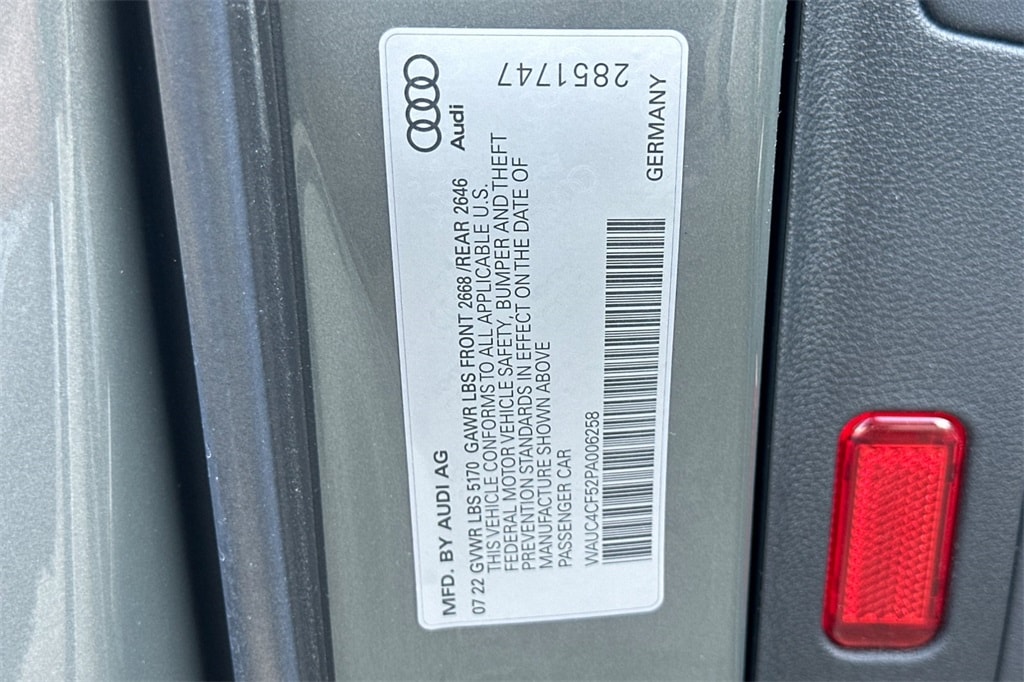 Audi
MFD. BY AUDI AG
07 22 GVWR LBS 5170 GAWR LBS FRONT 2668/REAR 2646
THIS VEHICLE CONFORMS TO ALL APPLICABLE U.S.
FEDERAL MOTOR VEHICLE SAFETY, BUMPER AND THEFT
PREVENTION STANDARDS IN EFFECT ON THE DATE OF
MANUFACTURE SHOWN ABOVE
PASSENGER CAR
WAUC4CF52PA006258
GERMANY
2851747